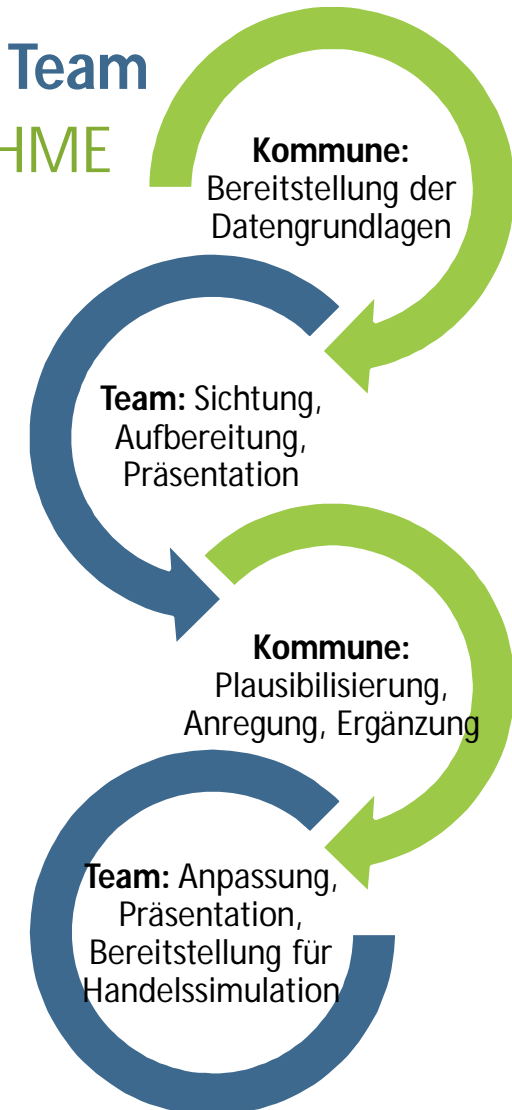 Team
HME
Kommune:
Bereitstellung der
Datengrundlagen
Team: Sichtung,
Aufbereitung,
Präsentation
Kommune:
Plausibilisierung,
Anregung, Ergänzung
Team: Anpassung,
Präsentation,
Bereitstellung für
Handelssimulation